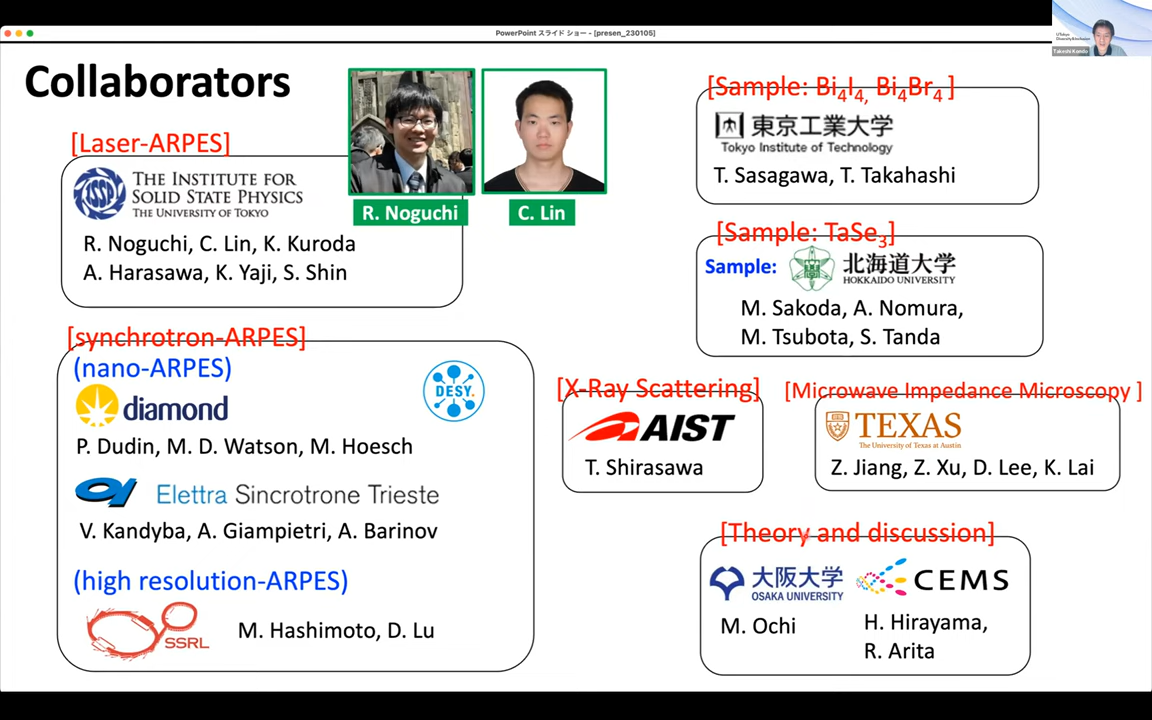 PowerPoint スライド ショー - [presen_230105]
UTokyo
Diversity & Inclusion
Takeshi Kondo
Collaborators
[Laser-ARPES]
ISSP
THE INSTITUTE FOR
SOLID STATE PHYSICS
THE UNIVERSITY OF TOKYO
R. Noguchi, C. Lin, K. Kuroda
A. Harasawa, K. Yaji, S. Shin
R. Noguchi
C. Lin
[synchrotron-ARPES]
(nano-ARPES)
diamond
DESY.
P. Dudin, M. D. Watson, M. Hoesch
Elettra Sincrotrone Trieste
V. Kandyba, A. Giampietri, A. Barinov
(high resolution-ARPES)
SSRL
M. Hashimoto, D. Lu
[Sample: Bi4I4, Bi4Br4 ]
東京工業大学
Tokyo Institute of Technology
T. Sasagawa, T. Takahashi
[Sample: TaSe3]
Sample:
北海道大学
HOKKAIDO UNIVERSITY
M. Sakoda, A. Nomura,
M. Tsubota, S. Tanda
[X-Ray Scattering]
AIST
T. Shirasawa
[Microwave Impedance Microscopy ]
TEXAS
The University of Texas at Austin
Z. Jiang, Z. Xu, D. Lee, K. Lai
[Theory and discussion]
大阪大学
OSAKA UNIVERSITY
M. Ochi
CEMS
H. Hirayama,
R. Arita